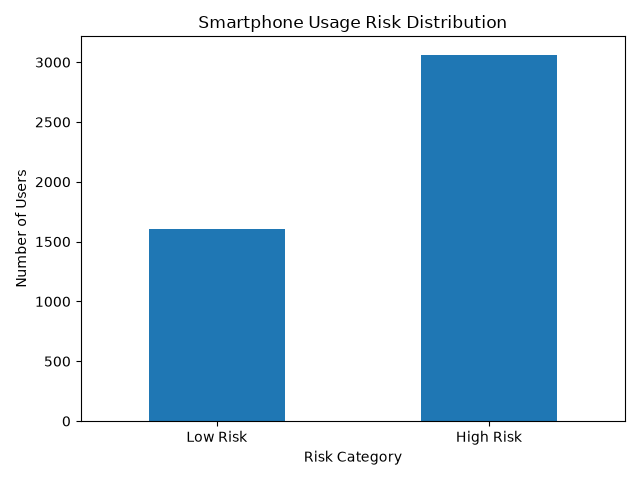 Smartphone Usage Risk Distribution
3000
2500
2000
1500
1000
500
0
Number of Users
Low Risk
High Risk
Risk Category